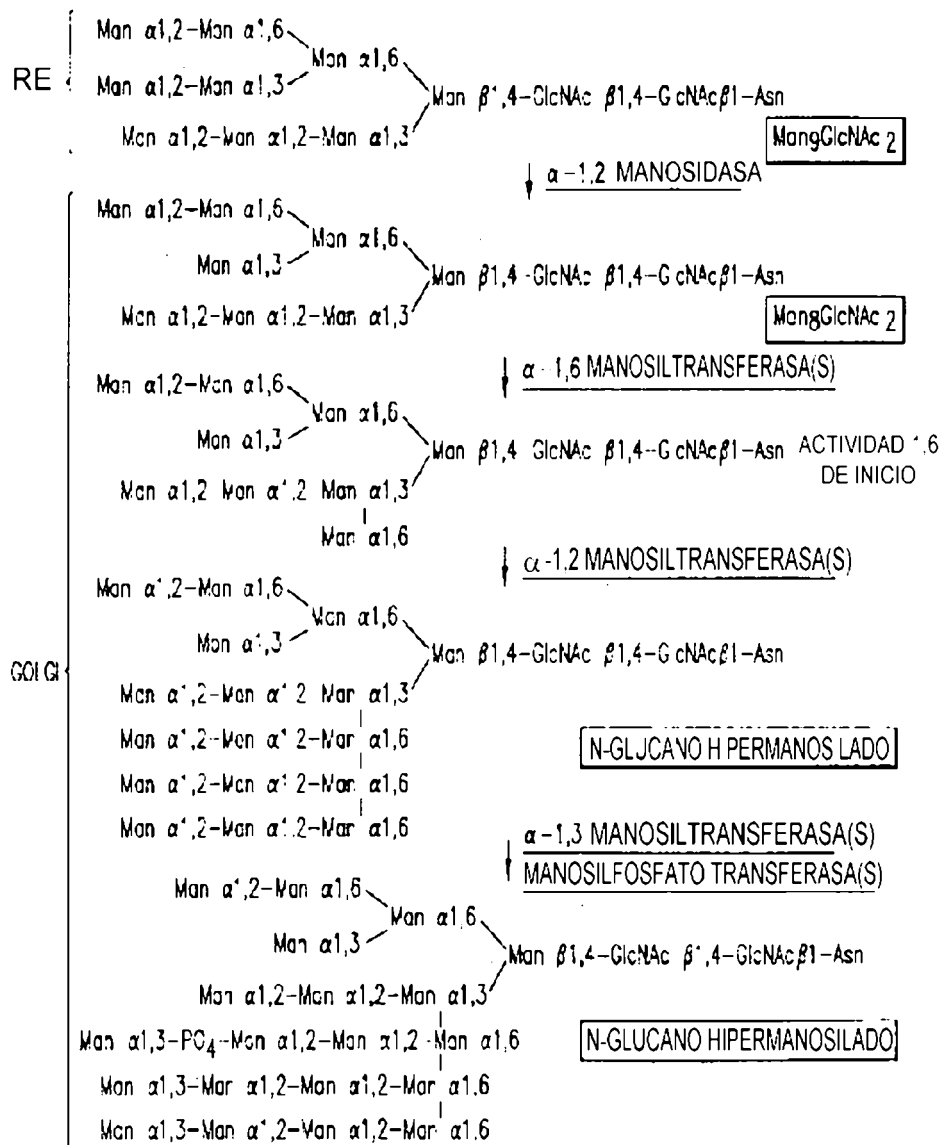 Man α1,2-Man α1,6
RE
Man α1,6
Man α1,2-Man α1,3
Man β1,4-GlcNAc β1,4-GlcNAcβ1-Asn
Man α1,2-Man α1,2-Man α1,3
Man9GlcNAc 2
α-1,2 MANOSIDASA
Man α1,2-Man α1,6
Man α1,6
Man α1,3
Man β1,4-GlcNAc β1,4-GlcNAcβ1-Asn
Man α1,2-Man α1,2-Man α1,3
Man8GlcNAc 2
α-1,6 MANOSILTRANSFERASA(S)
Man α1,2-Man α1,6
Man α1,6
Man α1,3
Man β1,4 GlcNAc β1,4-GlcNAcβ1-Asn
ACTIVIDAD 1,6
DE INICIO
Man α1,2 Man α1,2 Man α1,3
Man α1,6
α-1,2 MANOSILTRANSFERASA(S)
Man α1,2-Man α1,6
Man α1,6
Man α1,3
Man β1,4-GlcNAc β1,4-GlcNAcβ1-Asn
GOLGI
Man α1,2-Man α1,2 Man α1,3
Man α1,2-Man α1,2-Man α1,6
N-GLUCANO HIPERMANOSILADO
Man α1,2-Man α1,2-Man α1,6
Man α1,2-Man α1,2-Man α1,6
α-1,3 MANOSILTRANSFERASA(S)
MANOSILFOSFATO TRANSFERASA(S)
Man α1,2-Man α1,6
Man α1,6
Man α1,3
Man β1,4-GlcNAc β1,4-GlcNAcβ1-Asn
Man α1,2-Man α1,2-Man α1,3
Man α1,3-PO4-Man α1,2-Man α1,2-Man α1,6
N-GLUCANO HIPERMANOSILADO
Man α1,3-Man α1,2-Man α1,2-Man α1,6
Man α1,3-Man α1,2-Man α1,2-Man α1,6